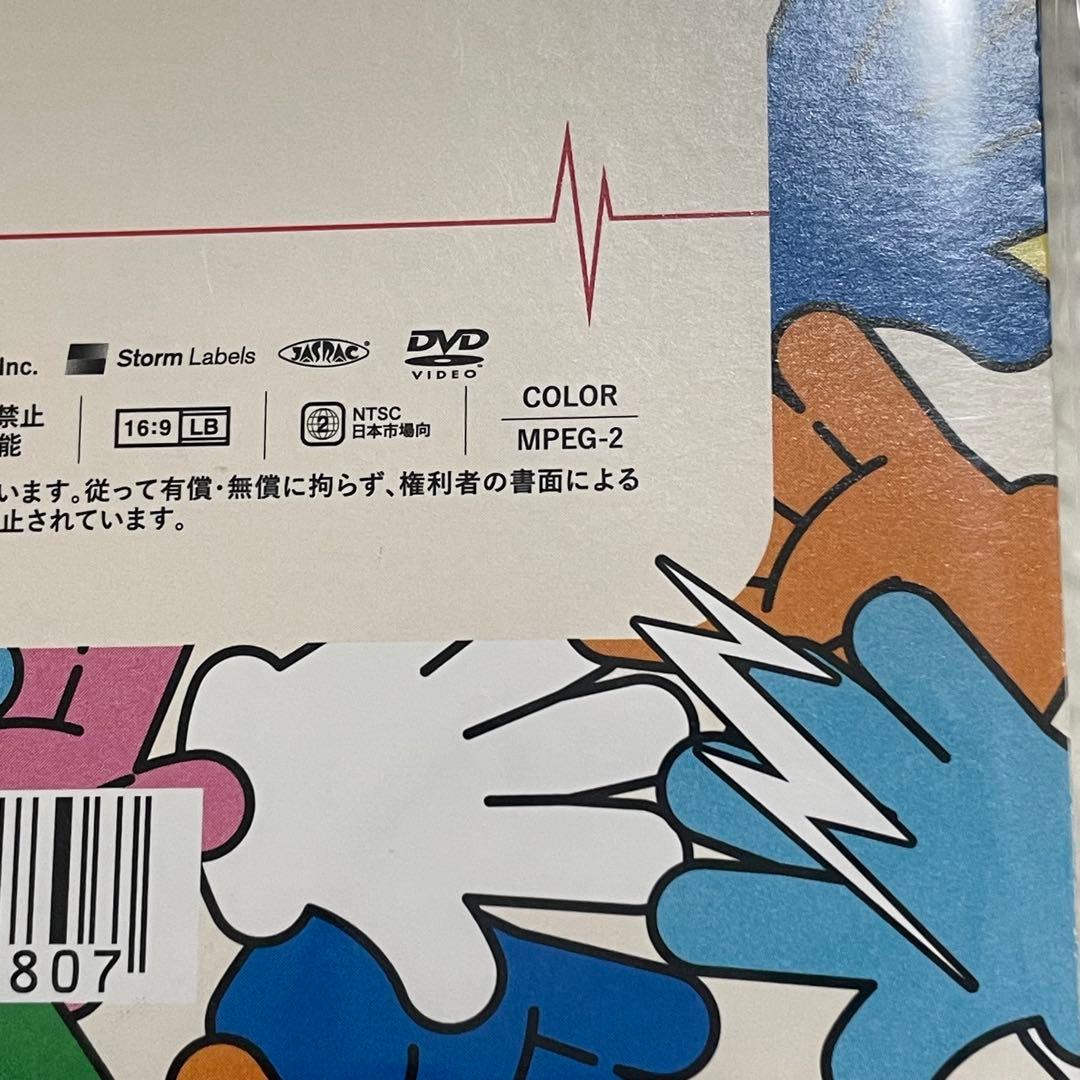 Inc. Storm Labels JASRAC DVD
VIDEO
禁止
能
16:9 LB
2
NTSC
日本市場向
COLOR
MPEG-2
います。従って有償・無償に拘らず、権利者の書面による
止されています。
807